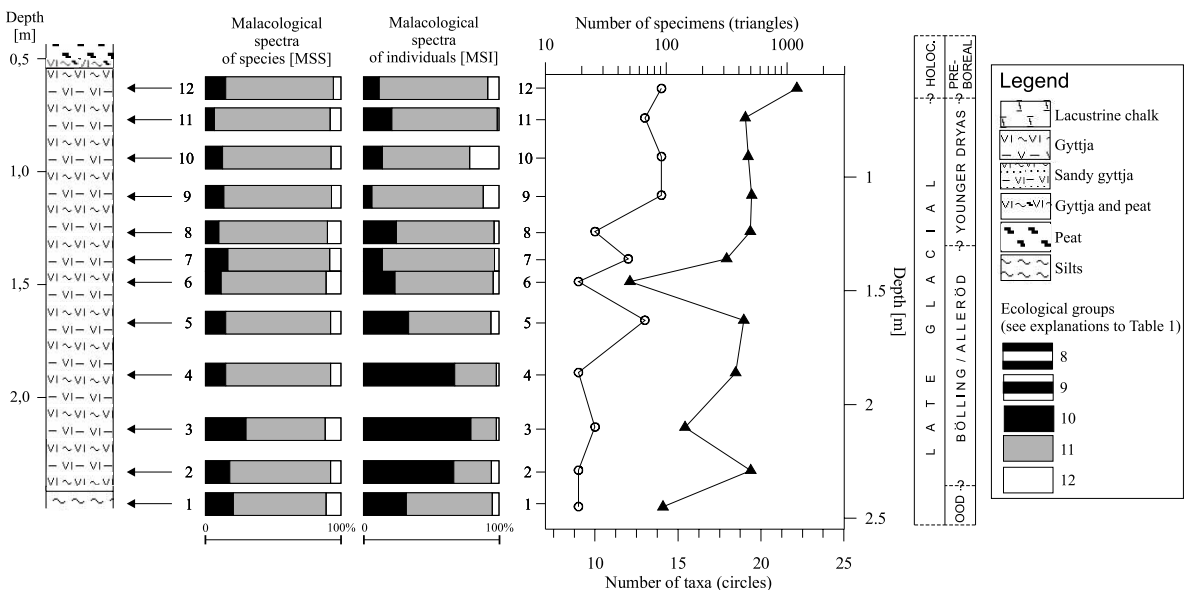 Depth
[m]
0,5
1,0
1,5
2,0
Malacological
spectra
of species [MSS]
12
11
10
9
8
7
6
5
4
3
2
1
0 100%
Malacological
spectra
of individuals [MSI]
0 100%
Number of specimens (triangles)
10 100 1000
12
11
10
9
8
7
6
5
4
3
2
1
10 15 20 25
Number of taxa (circles)
1
1.5
2
2.5
Depth [m]
HOLOC.
?
LATE GLACIAL
PRE-
BOREAL
?
YOUNGER DRYAS
?
BÖLLING / ALLERÖD
?
OOD
Legend
Lacustrine chalk
Gyttja
Sandy gyttja
Gyttja and peat
Peat
Silts
Ecological groups
(see explanations to Table 1)
8
9
10
11
12